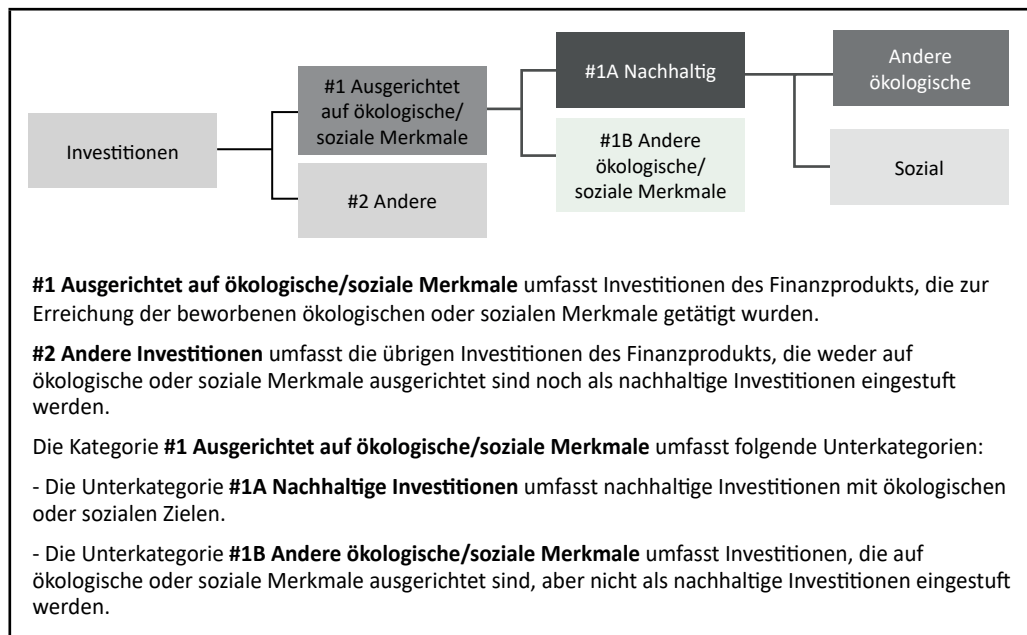 Investitionen
#1 Ausgerichtet
auf ökologische/
soziale Merkmale
#2 Andere
#1A Nachhaltig
#1B Andere
ökologische/
soziale Merkmale
Andere
ökologische
Sozial
#1 Ausgerichtet auf ökologische/soziale Merkmale umfasst Investitionen des Finanzprodukts, die zur
Erreichung der beworbenen ökologischen oder sozialen Merkmale getätigt wurden.
#2 Andere Investitionen umfasst die übrigen Investitionen des Finanzprodukts, die weder auf
ökologische oder soziale Merkmale ausgerichtet sind noch als nachhaltige Investitionen eingestuft
werden.
Die Kategorie #1 Ausgerichtet auf ökologische/soziale Merkmale umfasst folgende Unterkategorien:
- Die Unterkategorie #1A Nachhaltige Investitionen umfasst nachhaltige Investitionen mit ökologischen
oder sozialen Zielen.
- Die Unterkategorie #1B Andere ökologische/soziale Merkmale umfasst Investitionen, die auf
ökologische oder soziale Merkmale ausgerichtet sind, aber nicht als nachhaltige Investitionen eingestuft
werden.